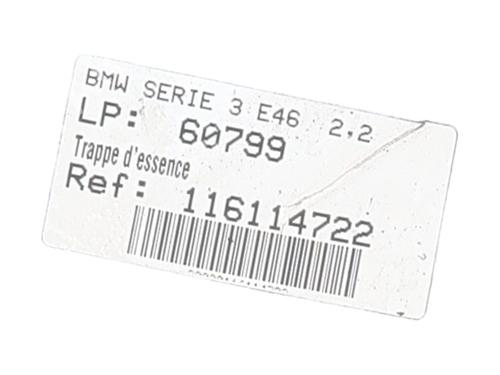 BMW SERIE 3 E46 2.2
LP: 60799
Trappe d'essence
Ref: 116114722